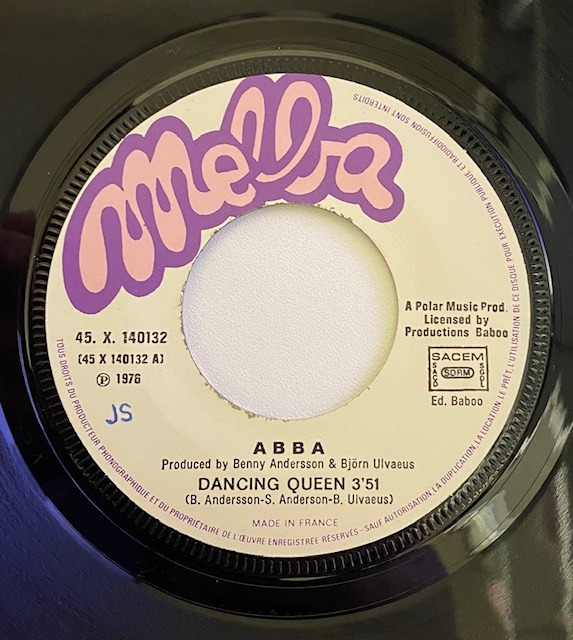 Melba
45. X. 140132
(45 X 140132 A)
Ⓟ 1976
JS
A Polar Music Prod.
Licensed by
Productions Baboo
SACEM
SACD
SDRM
SGDL
Ed. Baboo
ABBA
Produced by Benny Andersson & Björn Ulvaeus
DANCING QUEEN 3'51
(B. Andersson-S. Anderson-B. Ulvaeus)
MADE IN FRANCE
TOUS DROITS DU PRODUCTEUR PHONOGRAPHIQUE ET DU PROPRIÉTAIRE DE L'ŒUVRE ENREGISTREE RÉSERVÉS-SAUF AUTORISATION, LA DUPLICATION, LA LOCATION, LE PRÊT, L'UTILISATION DE CE DISQUE POUR EXÉCUTION PUBLIQUE ET RADIODIFFUSION SONT INTERDITS